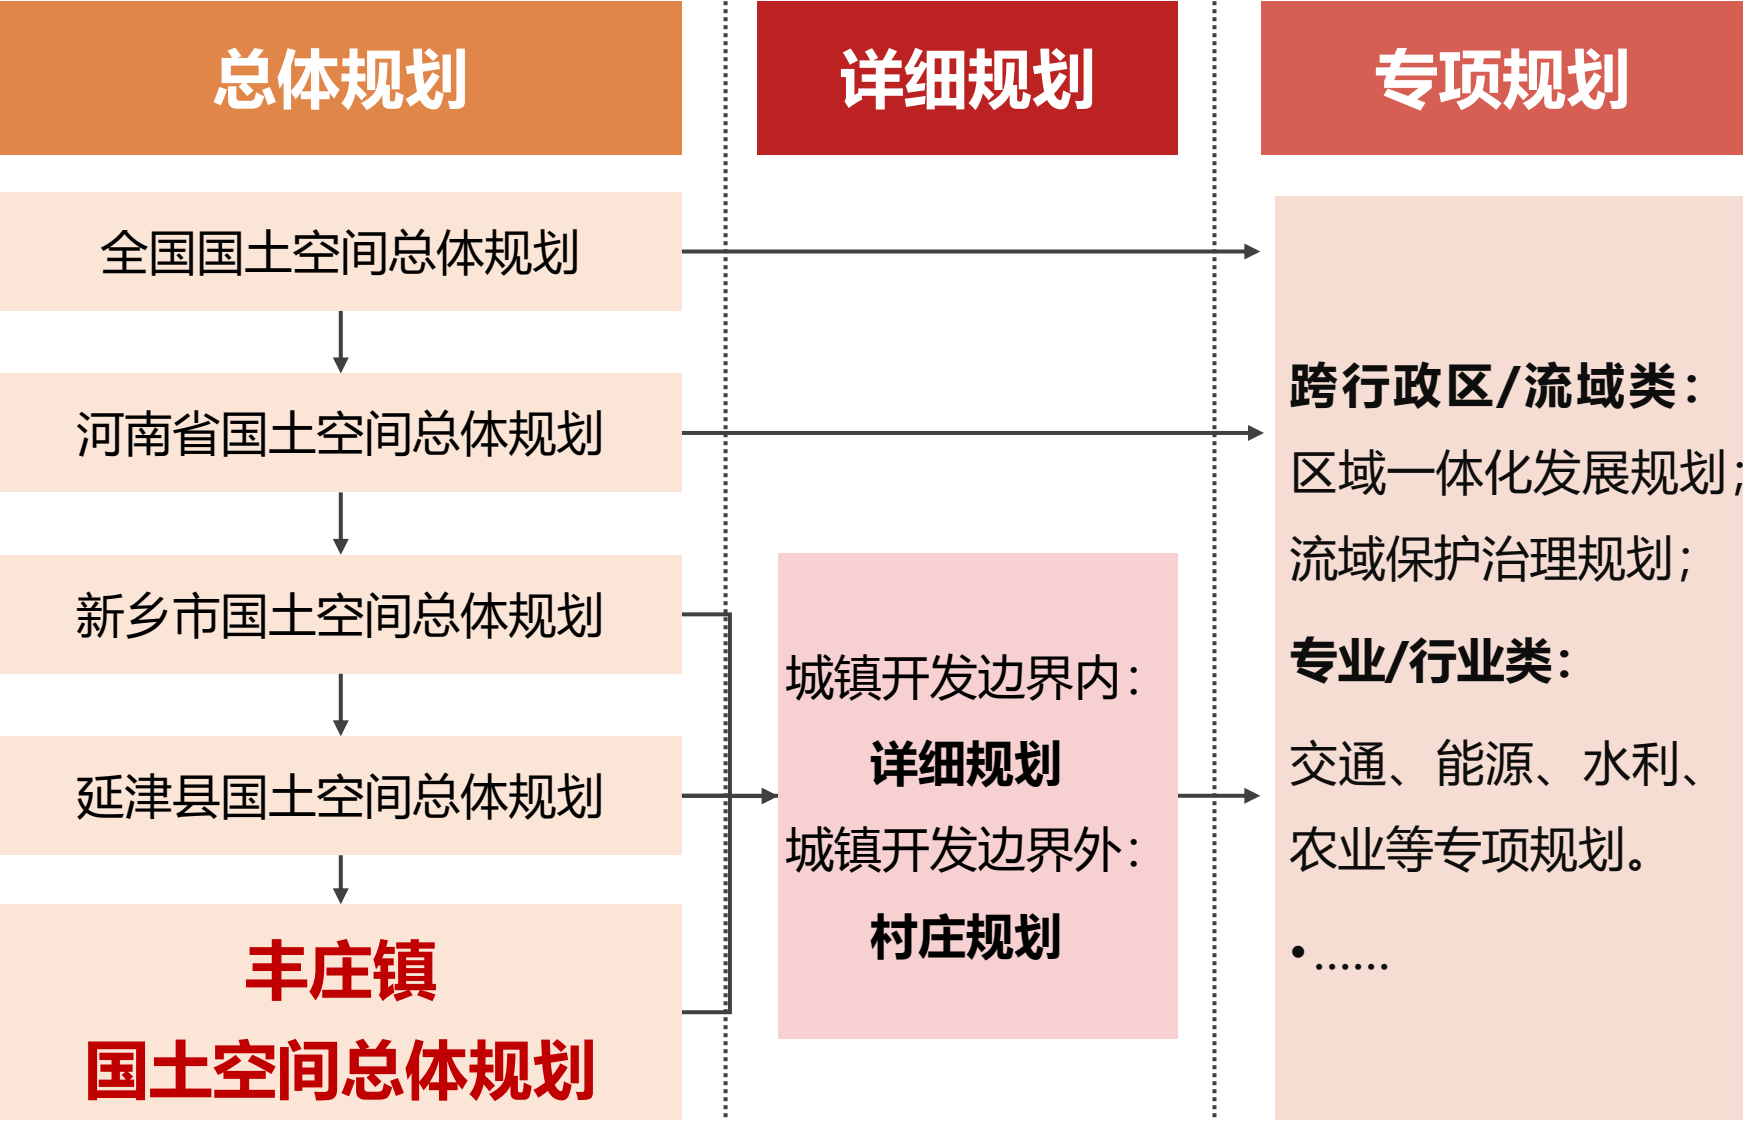 总体规划
详细规划
专项规划
全国国土空间总体规划
河南省国土空间总体规划
新乡市国土空间总体规划
延津县国土空间总体规划
丰庄镇
国土空间总体规划
城镇开发边界内：
详细规划
城镇开发边界外：
村庄规划
跨行政区/流域类：
区域一体化发展规划；
流域保护治理规划；
专业/行业类：
交通、能源、水利、
农业等专项规划。
•……